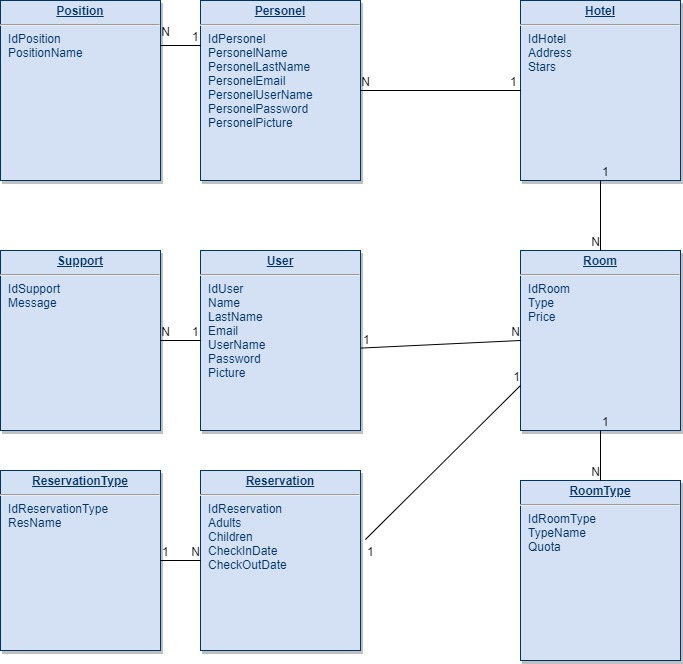 Position
IdPosition
PositionName
N
1
Personel
IdPersonel
PersonelName
PersonelLastName
PersonelEmail
PersonelUserName
PersonelPassword
PersonelPicture
N
1
Hotel
IdHotel
Address
Stars
1
N
Support
IdSupport
Message
N
1
User
IdUser
Name
LastName
Email
UserName
Password
Picture
1
N
Room
IdRoom
Type
Price
1
1
N
ReservationType
IdReservationType
ResName
1
N
Reservation
IdReservation
Adults
Children
CheckInDate
CheckOutDate
1
RoomType
IdRoomType
TypeName
Quota